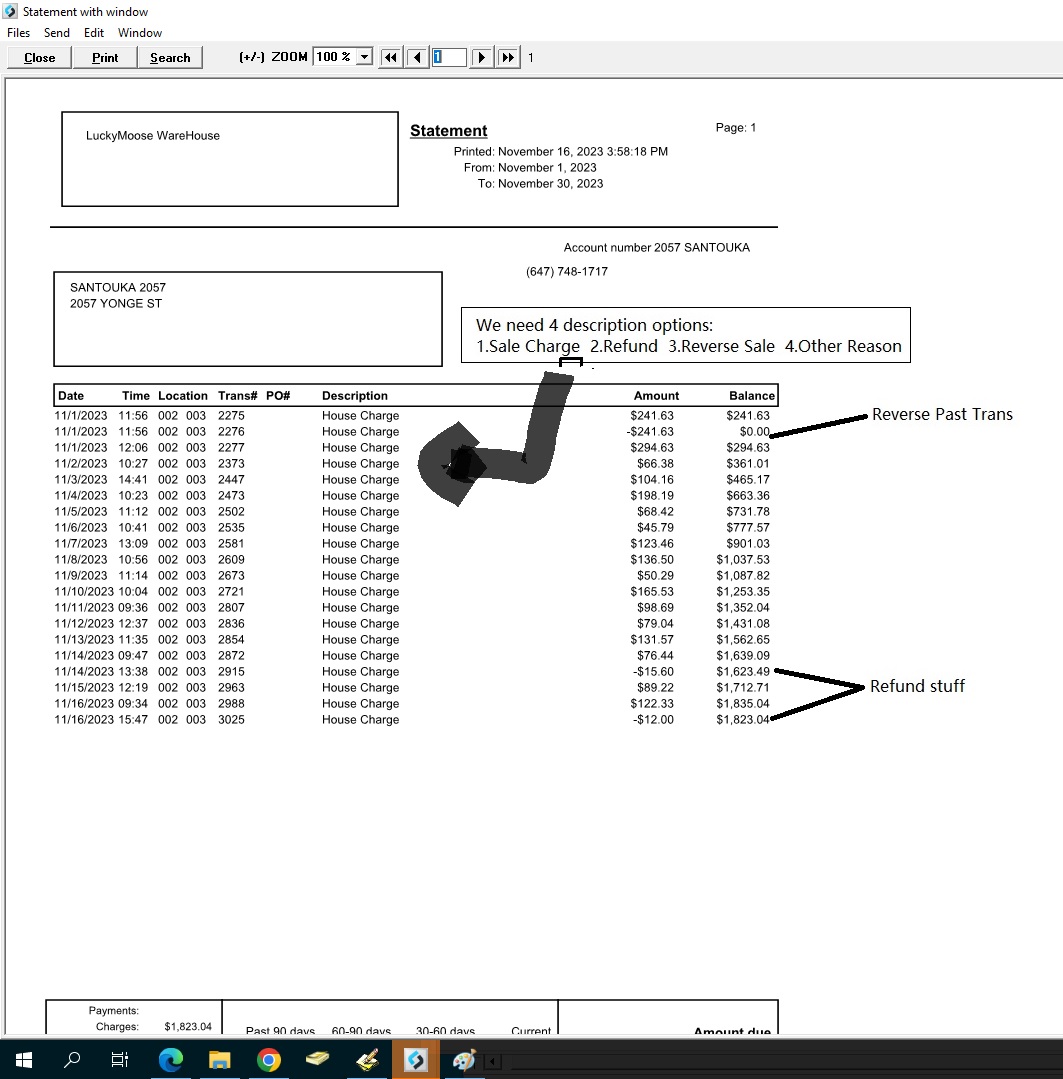 Statement with window
Files Send Edit Window
Close Print Search (+/-) ZOOM 100 % 1 1
LuckyMoose WareHouse
Statement
Page: 1
Printed: November 16, 2023 3:58:18 PM
From: November 1, 2023
To: November 30, 2023
Account number 2057 SANTOUKA
(647) 748-1717
SANTOUKA 2057
2057 YONGE ST
We need 4 description options:
1.Sale Charge 2.Refund 3.Reverse Sale 4.Other Reason
Date Time Location Trans# PO# Description Amount Balance
11/1/2023 11:56 002 003 2275 House Charge $241.63 $241.63
11/1/2023 11:56 002 003 2276 House Charge -$241.63 $0.00
Reverse Past Trans
11/1/2023 12:06 002 003 2277 House Charge $294.63 $294.63
11/2/2023 10:27 002 003 2373 House Charge $66.38 $361.01
11/3/2023 14:41 002 003 2447 House Charge $104.16 $465.17
11/4/2023 10:23 002 003 2473 House Charge $198.19 $663.36
11/5/2023 11:12 002 003 2502 House Charge $68.42 $731.78
11/6/2023 10:41 002 003 2535 House Charge $45.79 $777.57
11/7/2023 13:09 002 003 2581 House Charge $123.46 $901.03
11/8/2023 10:56 002 003 2609 House Charge $136.50 $1,037.53
11/9/2023 11:14 002 003 2673 House Charge $50.29 $1,087.82
11/10/2023 10:04 002 003 2721 House Charge $165.53 $1,253.35
11/11/2023 09:36 002 003 2807 House Charge $98.69 $1,352.04
11/12/2023 12:37 002 003 2836 House Charge $79.04 $1,431.08
11/13/2023 11:35 002 003 2854 House Charge $131.57 $1,562.65
11/14/2023 09:47 002 003 2872 House Charge $76.44 $1,639.09
11/14/2023 13:38 002 003 2915 House Charge -$15.60 $1,623.49
11/15/2023 12:19 002 003 2963 House Charge $89.22 $1,712.71
Refund stuff
11/16/2023 09:34 002 003 2988 House Charge $122.33 $1,835.04
11/16/2023 15:47 002 003 3025 House Charge -$12.00 $1,823.04
Payments:
Charges: $1,823.04
Past 90 days 60-90 days 30-60 days Current Amount due